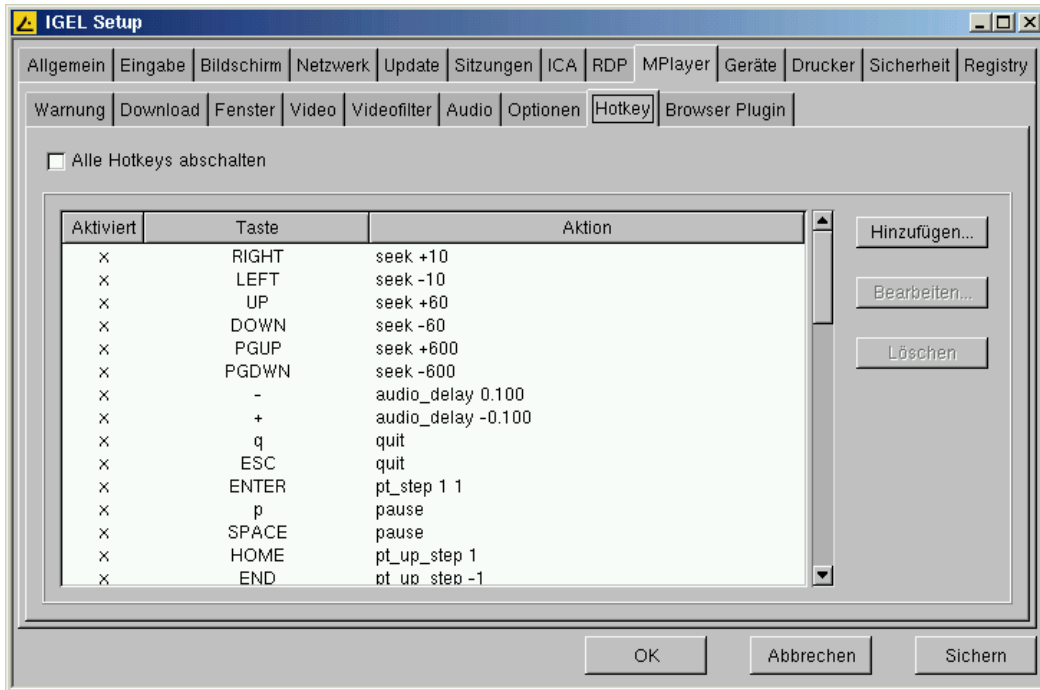 IGEL Setup
Allgemein Eingabe Bildschirm Netzwerk Update Sitzungen ICA RDP MPlayer Geräte Drucker Sicherheit Registry
Warnung Download Fenster Video Videofilter Audio Optionen Hotkey Browser Plugin
Alle Hotkeys abschalten
Aktiviert Taste Aktion
x RIGHT seek +10
x LEFT seek -10
x UP seek +60
x DOWN seek -60
x PGUP seek +600
x PGDWN seek -600
x - audio_delay 0.100
x + audio_delay -0.100
x q quit
x ESC quit
x ENTER pt_step 1 1
x p pause
x SPACE pause
x HOME pt_up_step 1
x END pt_up_step -1
Hinzufügen...
Bearbeiten...
Löschen
OK Abbrechen Sichern